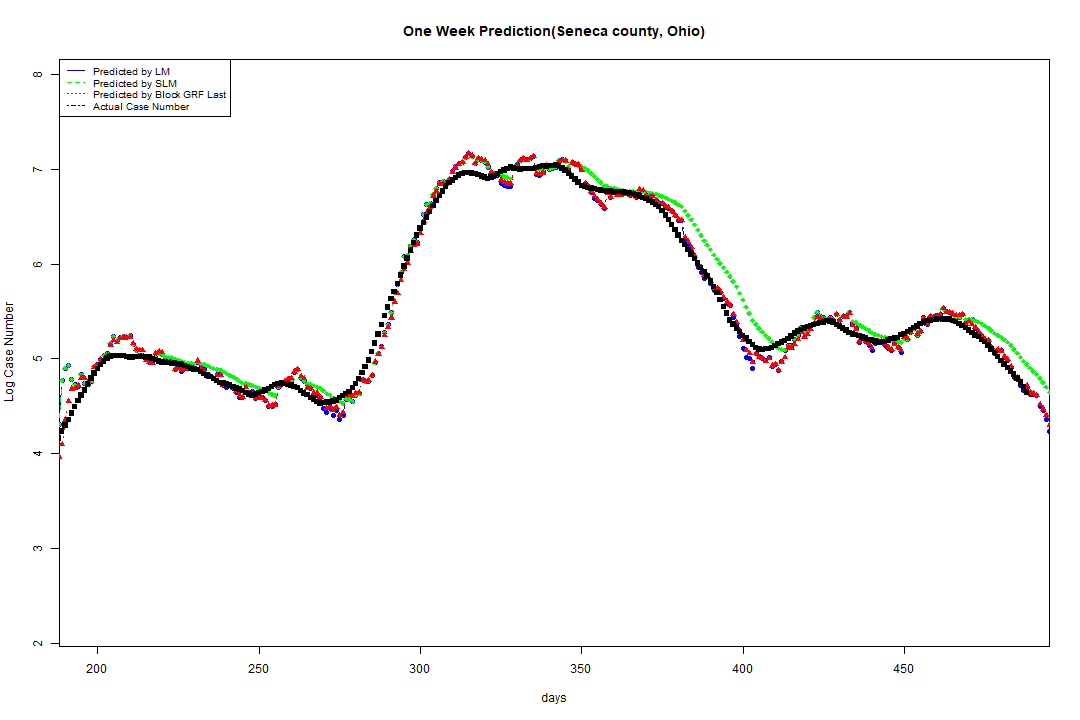 One Week Prediction(Seneca county, Ohio)
Predicted by LM
Predicted by SLM
Predicted by Block GRF Last
Actual Case Number
8
7
6
5
4
3
2
Log Case Number
200 250 300 350 400 450
days